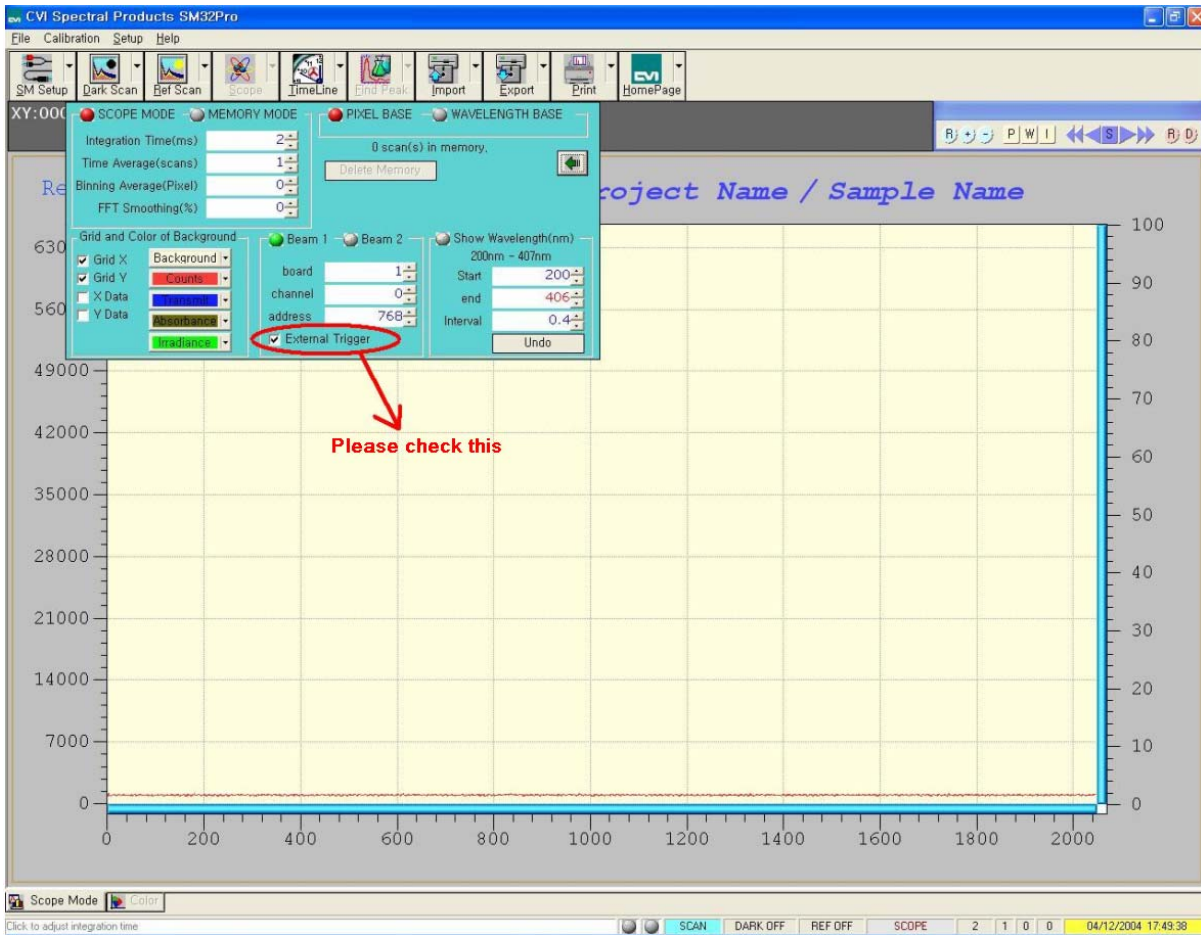 CVI Spectral Products SM32Pro
File Calibration Setup Help
SM Setup Dark Scan Ref Scan Scope TimeLine Find Peak Import Export Print HomePage
XY:000
SCOPE MODE MEMORY MODE PIXEL BASE WAVELENGTH BASE
Integration Time(ms) 2
0 scan(s) in memory,
Time Average(scans) 1
Delete Memory
Binning Average(Pixel) 0
FFT Smoothing(%) 0
R + - P W I S R D
Re
roject Name / Sample Name
Grid and Color of Background
Grid X Background
Grid Y Counts
X Data Transmit
Y Data Absorbance
Irradiance
Beam 1 Beam 2
board 1
channel 0
address 768
External Trigger
Show Wavelength(nm)
200nm - 407nm
Start 200
end 406
Interval 0.4
Undo
Please check this
630
560
49000
42000
35000
28000
21000
14000
7000
0
100
90
80
70
60
50
40
30
20
10
0
0 200 400 600 800 1000 1200 1400 1600 1800 2000
Scope Mode Color
Click to adjust integration time SCAN DARK OFF REF OFF SCOPE 2 1 0 0 04/12/2004 17:49:38